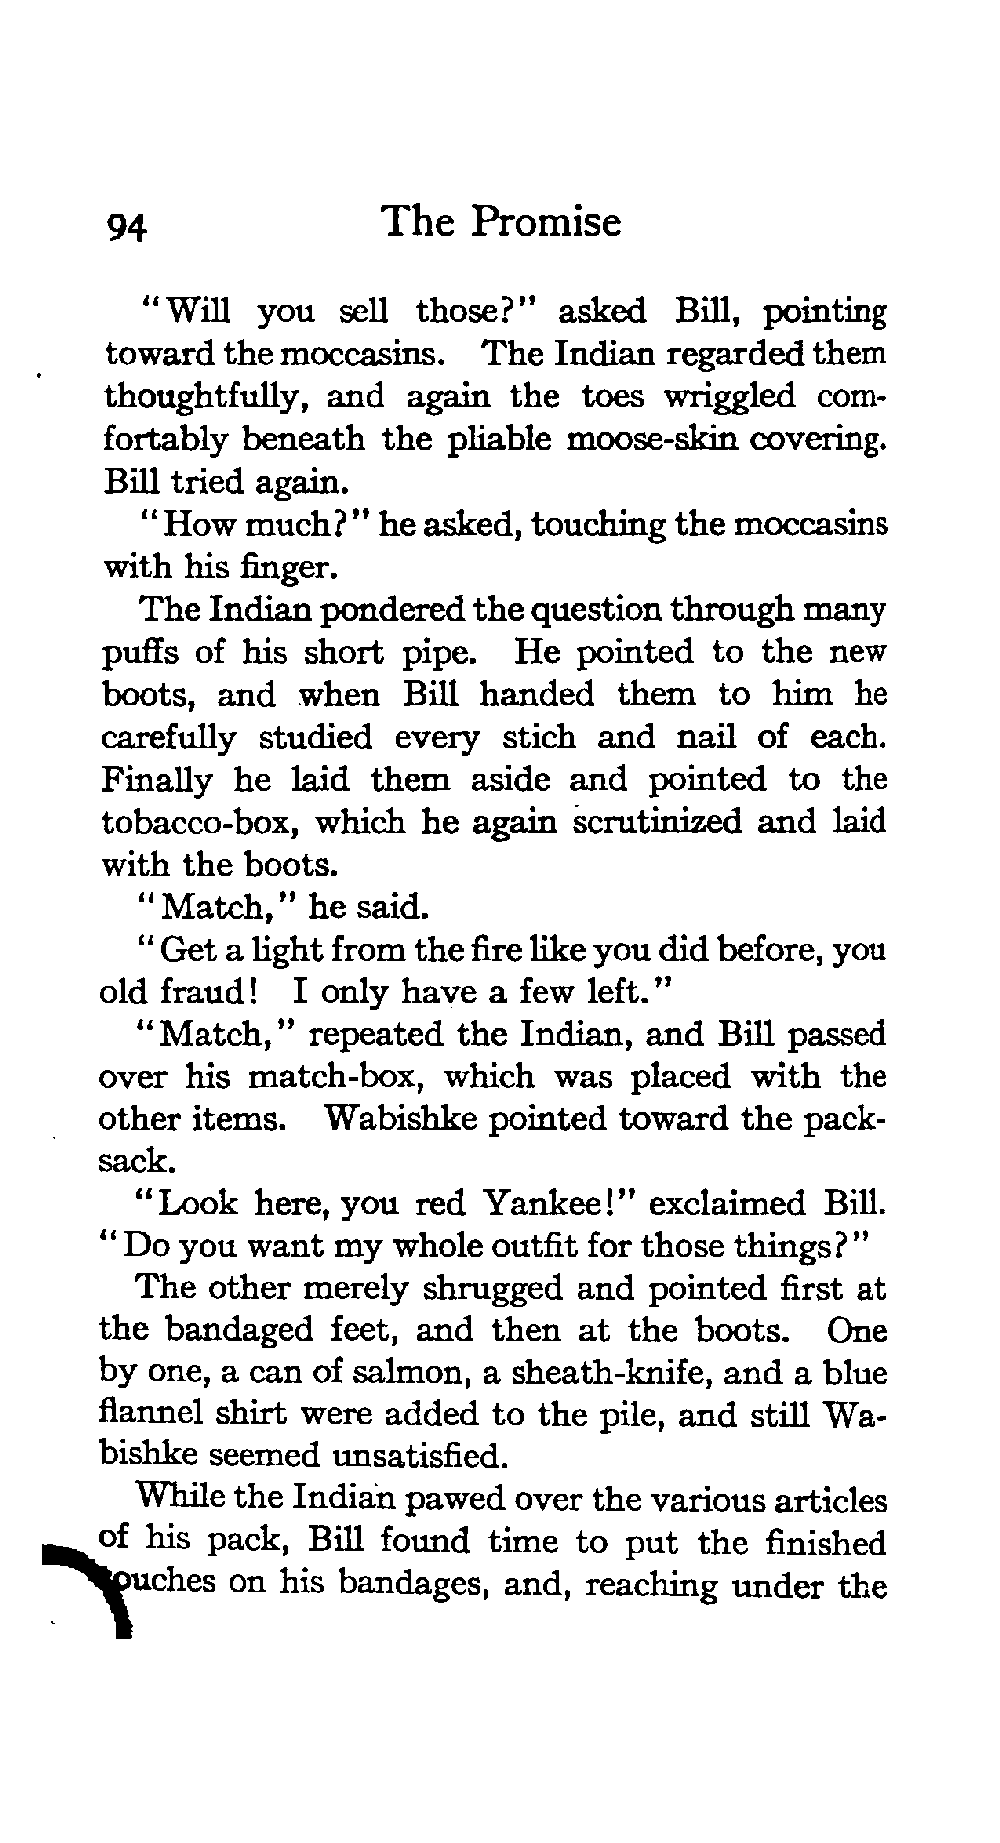 94 The Promise
"Will you sell those?" asked Bill, pointing
toward the moccasins. The Indian regarded them
thoughtfully, and again the toes wriggled com-
fortably beneath the pliable moose-skin covering.
Bill tried again.
"How much?" he asked, touching the moccasins
with his finger.
The Indian pondered the question through many
puffs of his short pipe. He pointed to the new
boots, and when Bill handed them to him he
carefully studied every stich and nail of each.
Finally he laid them aside and pointed to the
tobacco-box, which he again scrutinized and laid
with the boots.
"Match," he said.
"Get a light from the fire like you did before, you
old fraud! I only have a few left."
"Match," repeated the Indian, and Bill passed
over his match-box, which was placed with the
other items. Wabishke pointed toward the pack-
sack.
"Look here, you red Yankee!" exclaimed Bill.
"Do you want my whole outfit for those things?"
The other merely shrugged and pointed first at
the bandaged feet, and then at the boots. One
by one, a can of salmon, a sheath-knife, and a blue
flannel shirt were added to the pile, and still Wa-
bishke seemed unsatisfied.
While the Indian pawed over the various articles
of his pack, Bill found time to put the finished
on his bandages, and, reaching under the